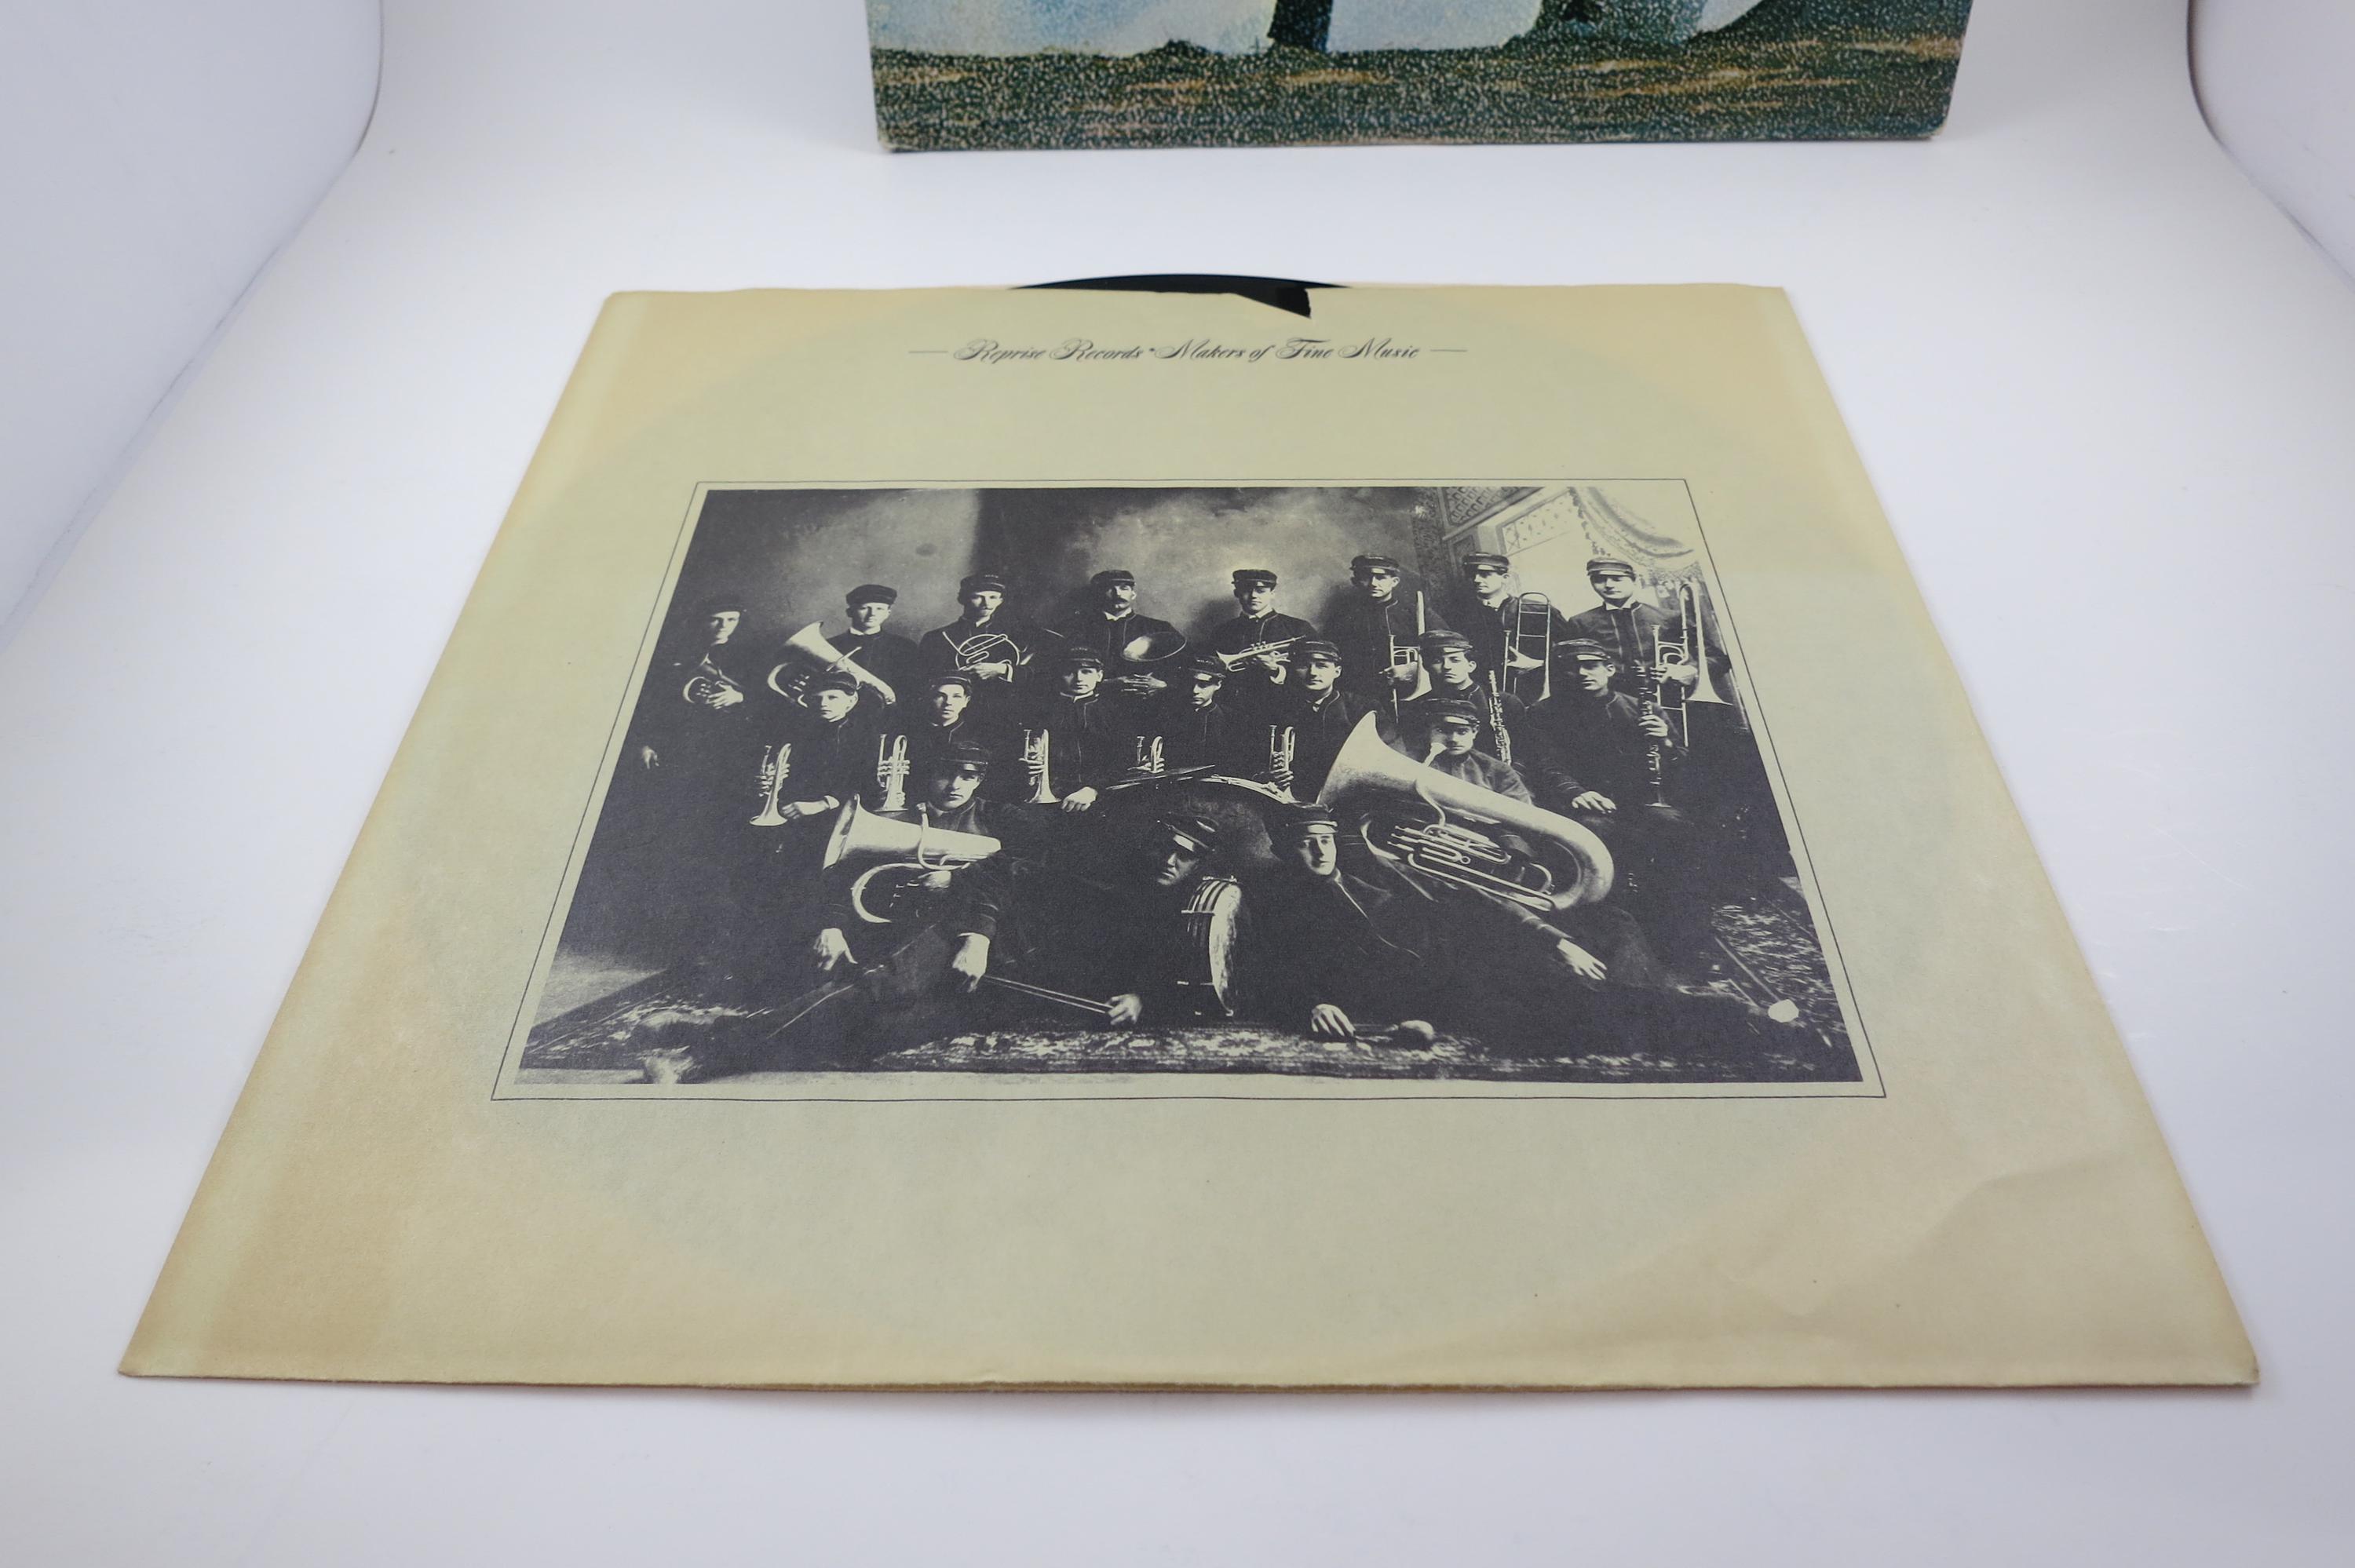 Reprise Records • Makers of Fine Music